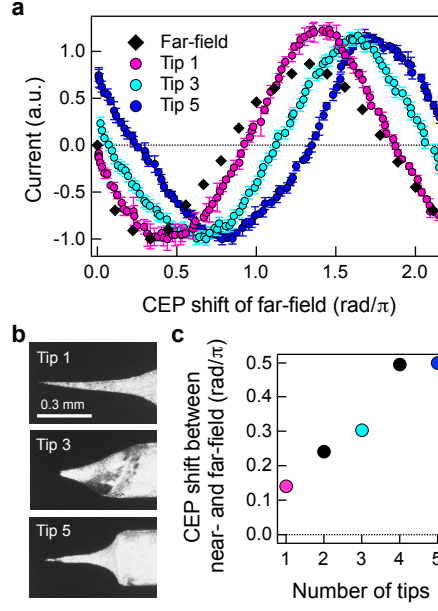 a
Far-field
Tip 1
Tip 3
Tip 5
Current (a.u.)
1.0
0.5
0.0
-0.5
-1.0
0.0
0.5
1.0
1.5
2.0
CEP shift of far-field (rad/π)
b
Tip 1
0.3 mm
Tip 3
Tip 5
c
CEP shift between
near- and far-field (rad/π)
0.5
0.4
0.3
0.2
0.1
0.0
1
2
3
4
5
Number of tips